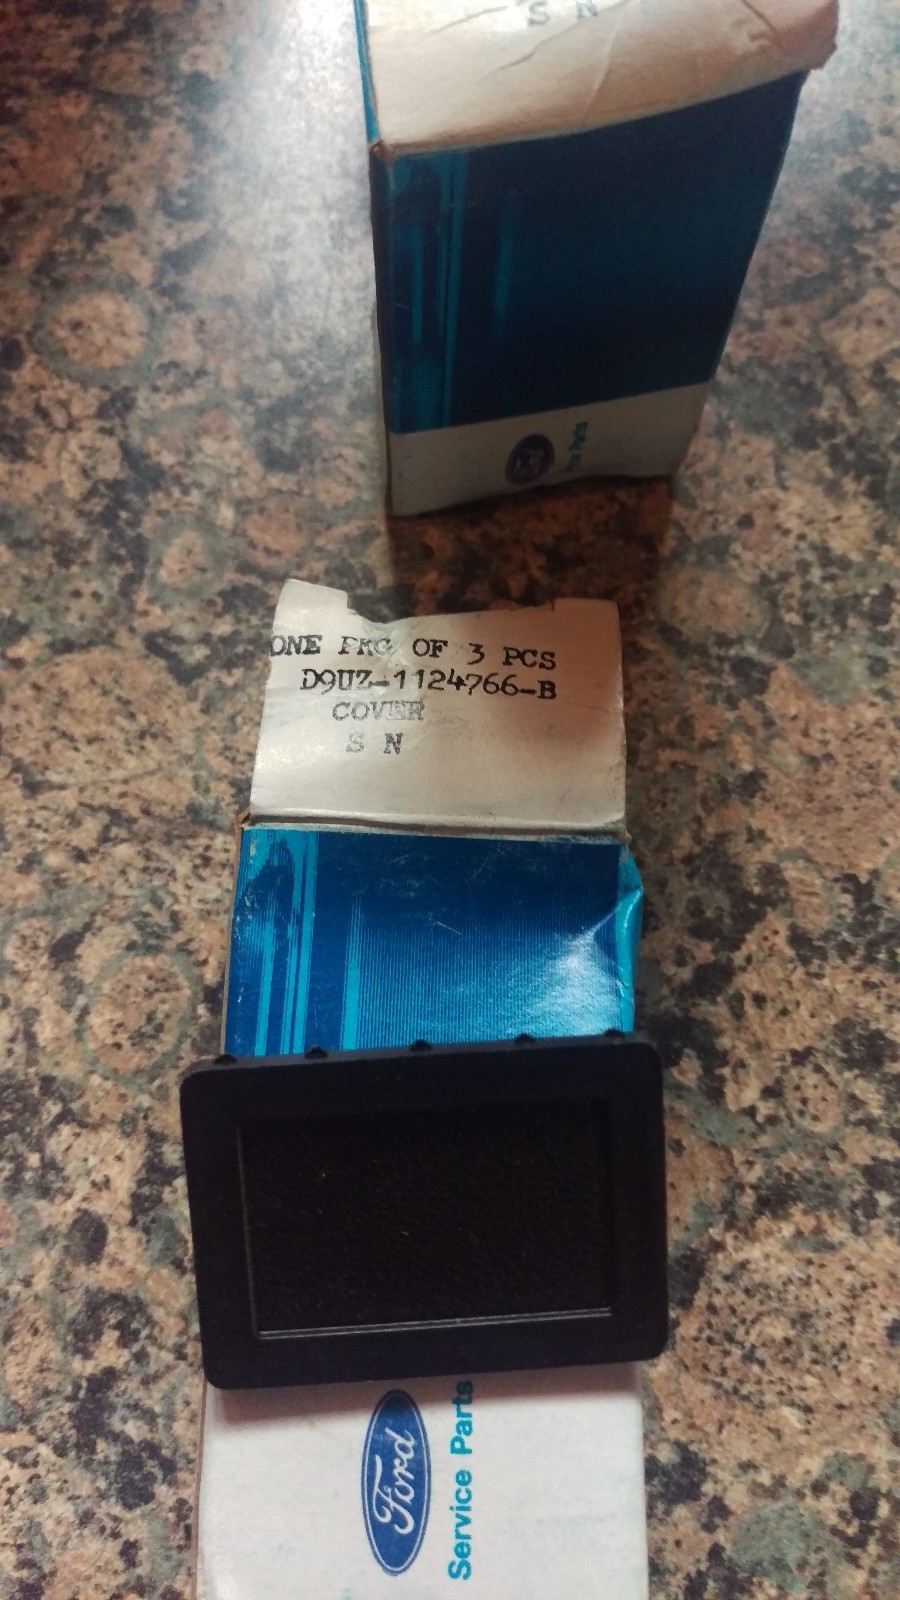 S N
ONE PKG OF 3 PCS
D9UZ-1124766-B
COVER
S N
Ford
Service Parts